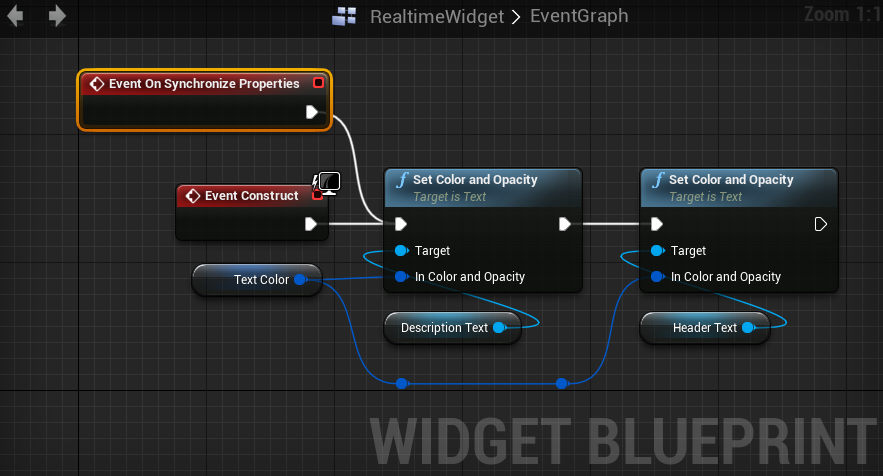 RealtimeWidget > EventGraph
Zoom 1:1
Event On Synchronize Properties
Event Construct
f Set Color and Opacity
Target is Text
Target
In Color and Opacity
f Set Color and Opacity
Target is Text
Target
In Color and Opacity
Text Color
Description Text
Header Text
WIDGET BLUEPRINT